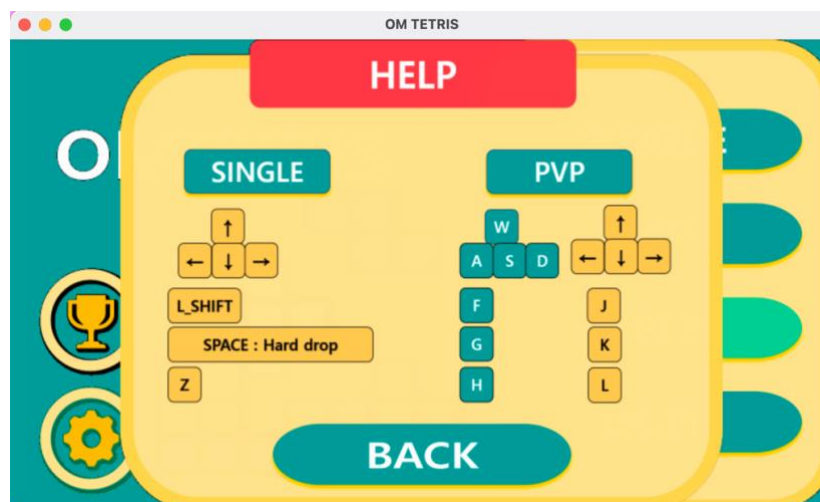 OM TETRIS
HELP
SINGLE PVP
↑ W ↑
← ↓ → A S D ← ↓ →
L_SHIFT F J
SPACE : Hard drop G K
Z H L
BACK